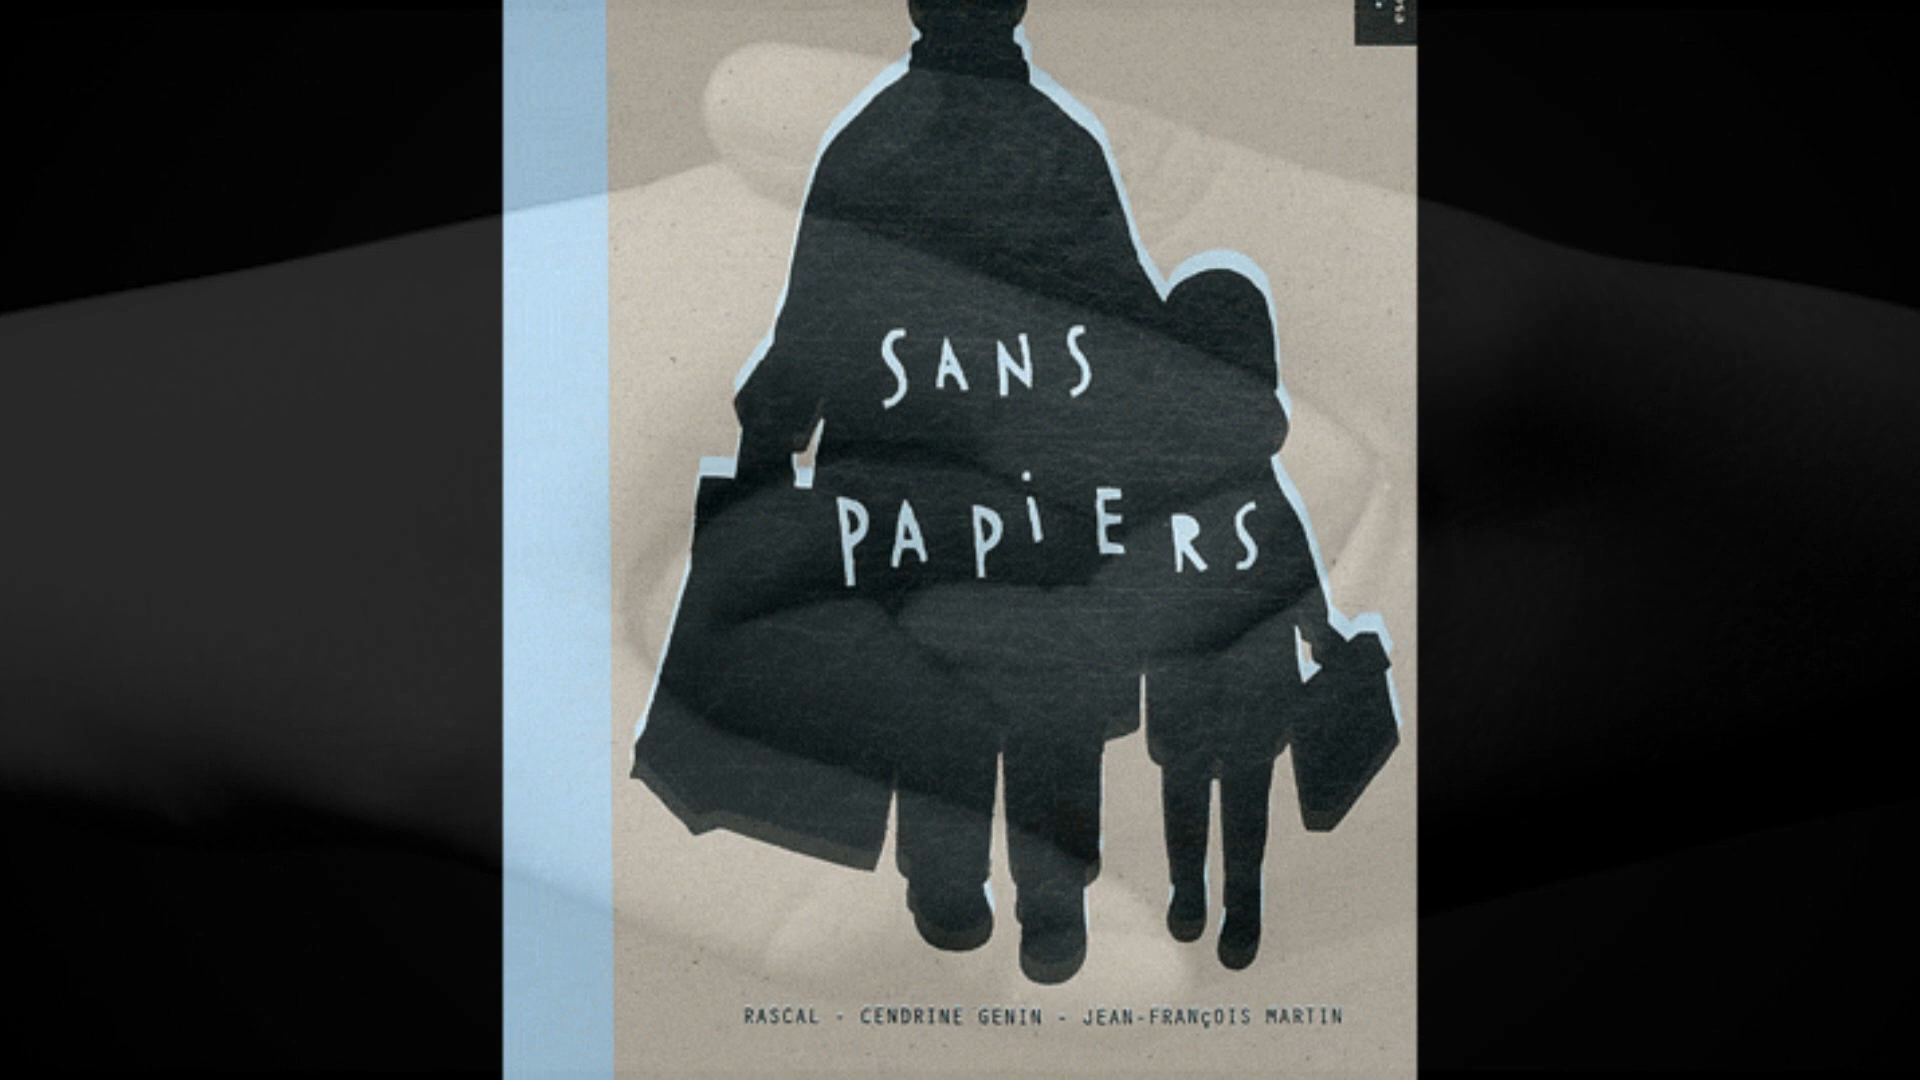 SANS
PAPiERS
RASCAL - CENDRINE GENIN - JEAN-FRANÇOIS MARTIN